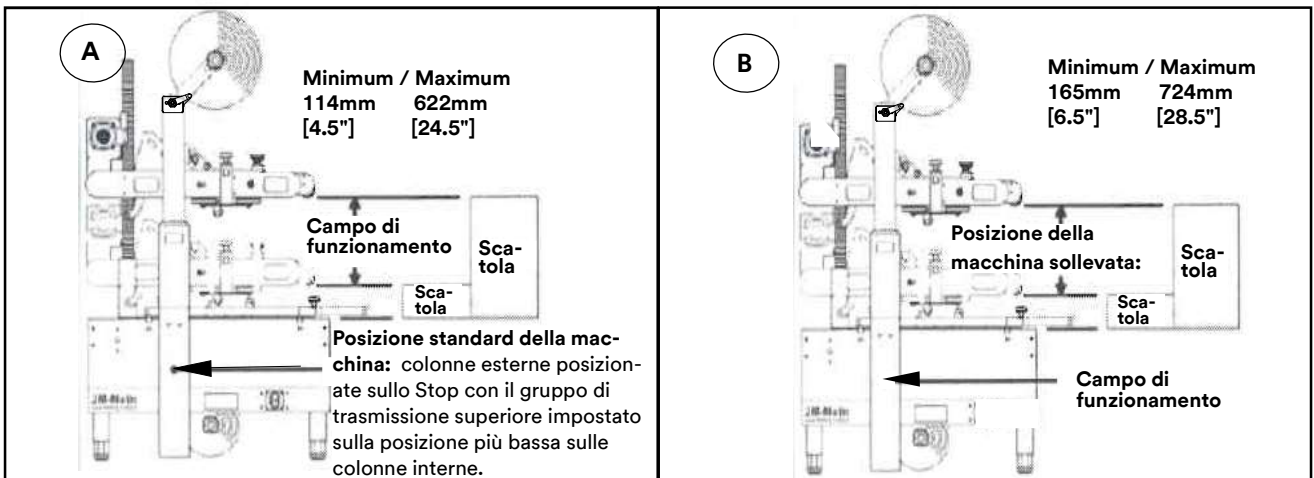 A
Minimum / Maximum
114mm 622mm
[4.5"] [24.5"]
Campo di
funzionamento
Sca-
tola
Sca-
tola
Posizione standard della mac-
china: colonne esterne posizion-
ate sullo Stop con il gruppo di
trasmissione superiore impostato
sulla posizione più bassa sulle
colonne interne.
B
Minimum / Maximum
165mm 724mm
[6.5"] [28.5"]
Posizione della
macchina sollevata:
Sca-
tola
Sca-
tola
Campo di
funzionamento